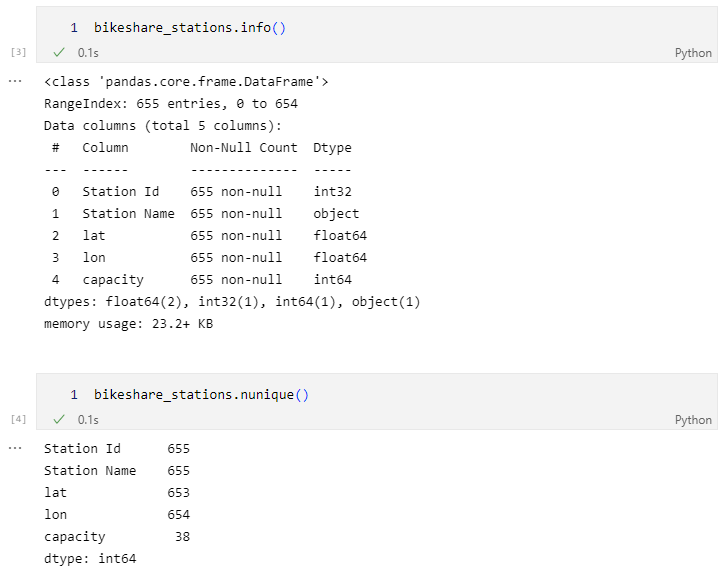 1 bikeshare_stations.info()
[3] ✓ 0.1s Python
... <class 'pandas.core.frame.DataFrame'>
RangeIndex: 655 entries, 0 to 654
Data columns (total 5 columns):
 #   Column        Non-Null Count  Dtype
---  ------        --------------  -----
 0   Station Id    655 non-null    int32
 1   Station Name  655 non-null    object
 2   lat           655 non-null    float64
 3   lon           655 non-null    float64
 4   capacity      655 non-null    int64
dtypes: float64(2), int32(1), int64(1), object(1)
memory usage: 23.2+ KB
1 bikeshare_stations.nunique()
[4] ✓ 0.1s Python
... Station Id      655
Station Name    655
lat             653
lon             654
capacity         38
dtype: int64